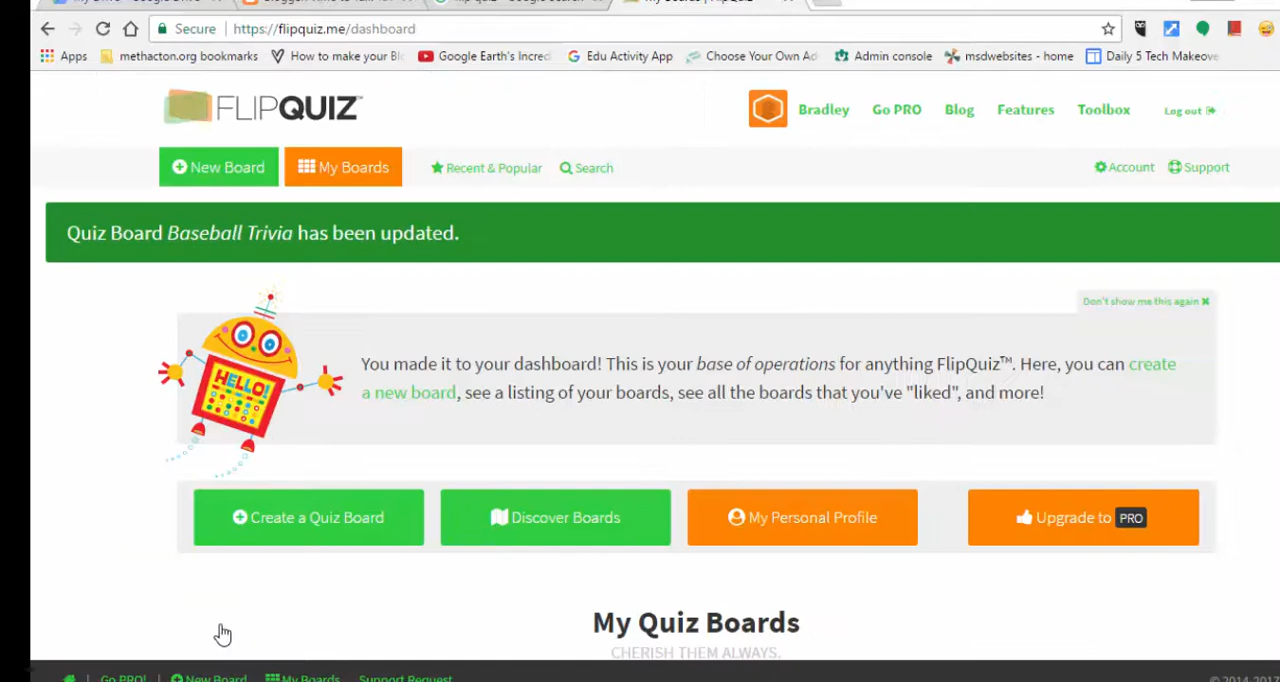 Secure https://flipquiz.me/dashboard
Apps methacton.org bookmarks How to make your Blo Google Earth's Incred Edu Activity App Choose Your Own Ad Admin console msdwebsites - home Daily 5 Tech Makeove
FLIPQUIZ™ Bradley Go PRO Blog Features Toolbox Log out
New Board My Boards Recent & Popular Search Account Support
Quiz Board Baseball Trivia has been updated.
Don't show me this again ✖
HELLO!
You made it to your dashboard! This is your base of operations for anything FlipQuiz™. Here, you can create
a new board, see a listing of your boards, see all the boards that you've "liked", and more!
Create a Quiz Board Discover Boards My Personal Profile Upgrade to PRO
My Quiz Boards
CHERISH THEM ALWAYS.
Go PRO! New Board My Boards Support Request © 2014-2017